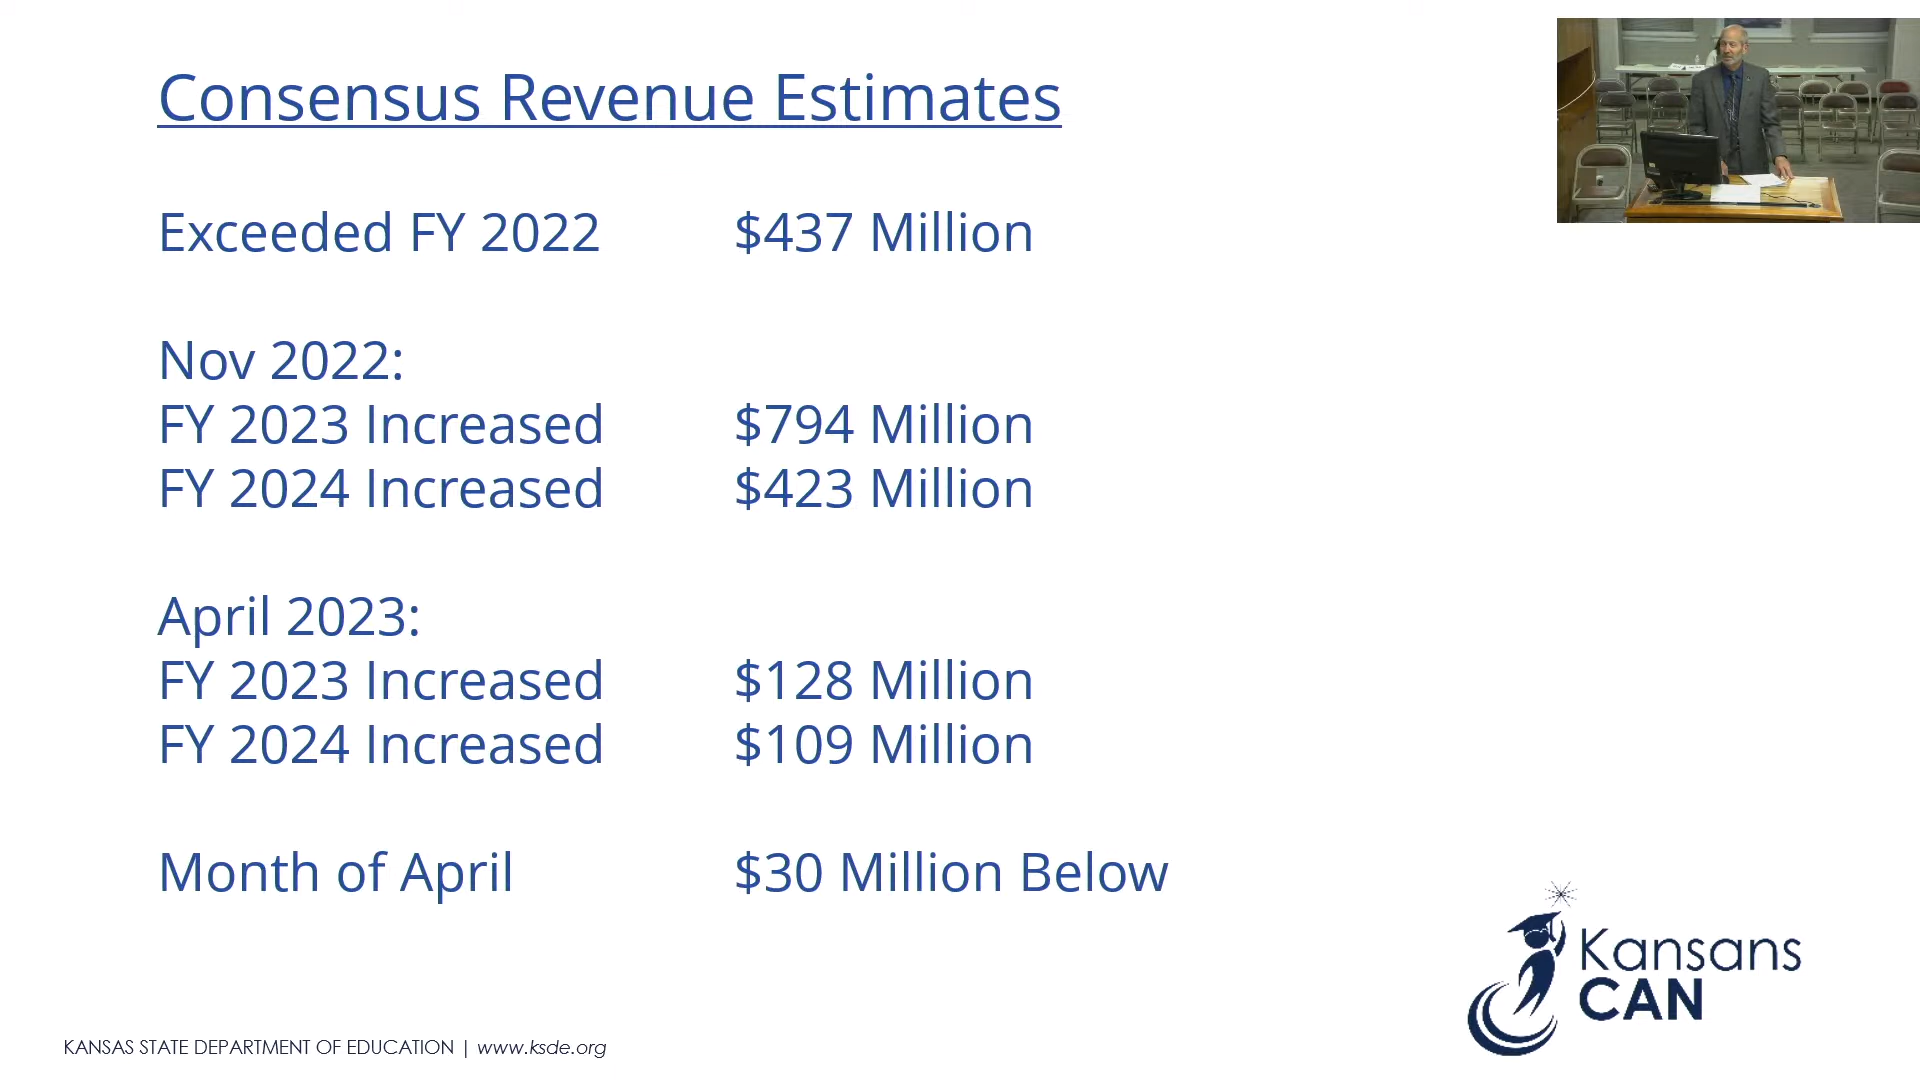 Consensus Revenue Estimates
Exceeded FY 2022 $437 Million
Nov 2022:
FY 2023 Increased $794 Million
FY 2024 Increased $423 Million
April 2023:
FY 2023 Increased $128 Million
FY 2024 Increased $109 Million
Month of April $30 Million Below
Kansans
CAN
KANSAS STATE DEPARTMENT OF EDUCATION | www.ksde.org